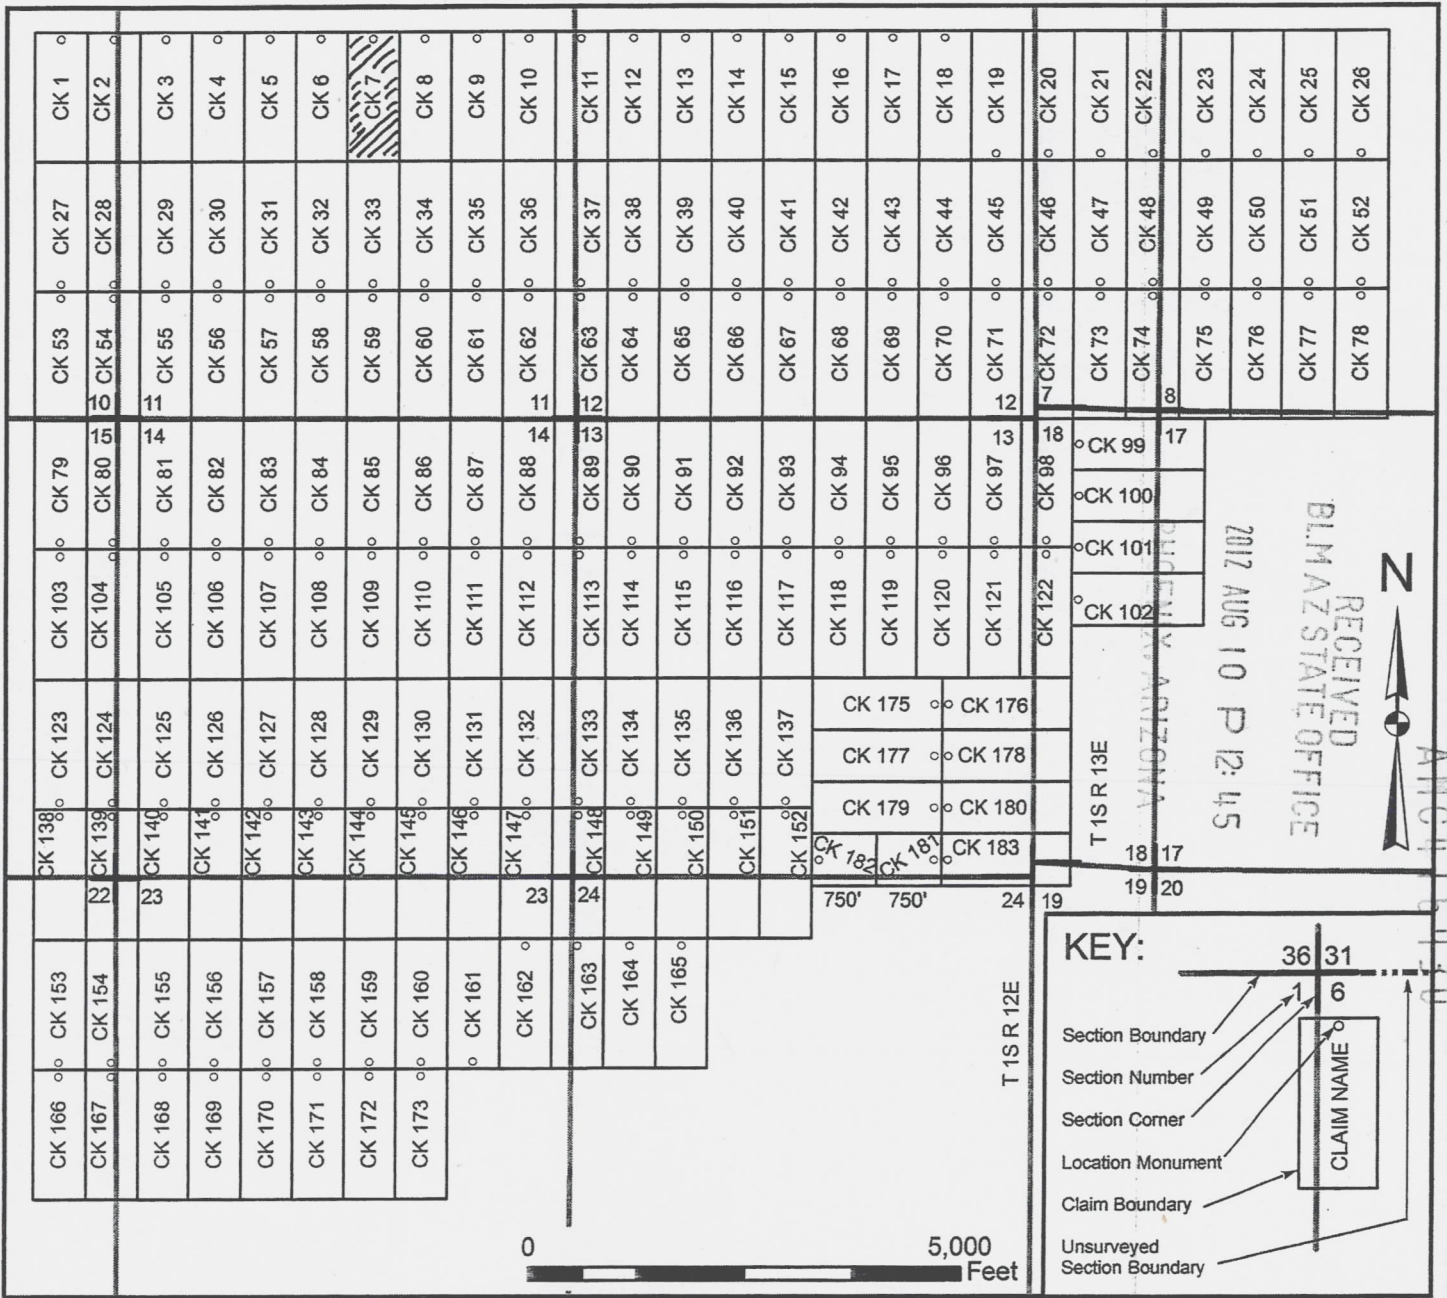 CK 1 CK 2 CK 3 CK 4 CK 5 CK 6 CK 7 CK 8 CK 9 CK 10 CK 11 CK 12 CK 13 CK 14 CK 15 CK 16 CK 17 CK 18 CK 19 CK 20 CK 21 CK 22 CK 23 CK 24 CK 25 CK 26
CK 27 CK 28 CK 29 CK 30 CK 31 CK 32 CK 33 CK 34 CK 35 CK 36 CK 37 CK 38 CK 39 CK 40 CK 41 CK 42 CK 43 CK 44 CK 45 CK 46 CK 47 CK 48 CK 49 CK 50 CK 51 CK 52
CK 53 CK 54 CK 55 CK 56 CK 57 CK 58 CK 59 CK 60 CK 61 CK 62 CK 63 CK 64 CK 65 CK 66 CK 67 CK 68 CK 69 CK 70 CK 71 CK 72 CK 73 CK 74 CK 75 CK 76 CK 77 CK 78
10 11 11 12 12 7 8
15 14 14 13 13 18 17
CK 79 CK 80 CK 81 CK 82 CK 83 CK 84 CK 85 CK 86 CK 87 CK 88 CK 89 CK 90 CK 91 CK 92 CK 93 CK 94 CK 95 CK 96 CK 97 CK 98
CK 99
CK 100
CK 101
CK 102
CK 103 CK 104 CK 105 CK 106 CK 107 CK 108 CK 109 CK 110 CK 111 CK 112 CK 113 CK 114 CK 115 CK 116 CK 117 CK 118 CK 119 CK 120 CK 121 CK 122
CK 123 CK 124 CK 125 CK 126 CK 127 CK 128 CK 129 CK 130 CK 131 CK 132 CK 133 CK 134 CK 135 CK 136 CK 137
CK 175 CK 176
CK 177 CK 178
CK 179 CK 180
CK 138 CK 139 CK 140 CK 141 CK 142 CK 143 CK 144 CK 145 CK 146 CK 147 CK 148 CK 149 CK 150 CK 151 CK 152
CK 182 CK 181 CK 183
18 17
19 20
22 23 23 24 750' 750' 24 19
CK 153 CK 154 CK 155 CK 156 CK 157 CK 158 CK 159 CK 160 CK 161 CK 162 CK 163 CK 164 CK 165
CK 166 CK 167 CK 168 CK 169 CK 170 CK 171 CK 172 CK 173
T 1S R 13E
T 1S R 12E
N
RECEIVED
BLM AZ STATE OFFICE
2012 AUG 10 P 12: 45
PHOENIX, ARIZONA
0 5,000
Feet
KEY:
36 31
1 6
Section Boundary
Section Number
Section Corner
Location Monument
Claim Boundary
Unsurveyed
Section Boundary
CLAIM NAME